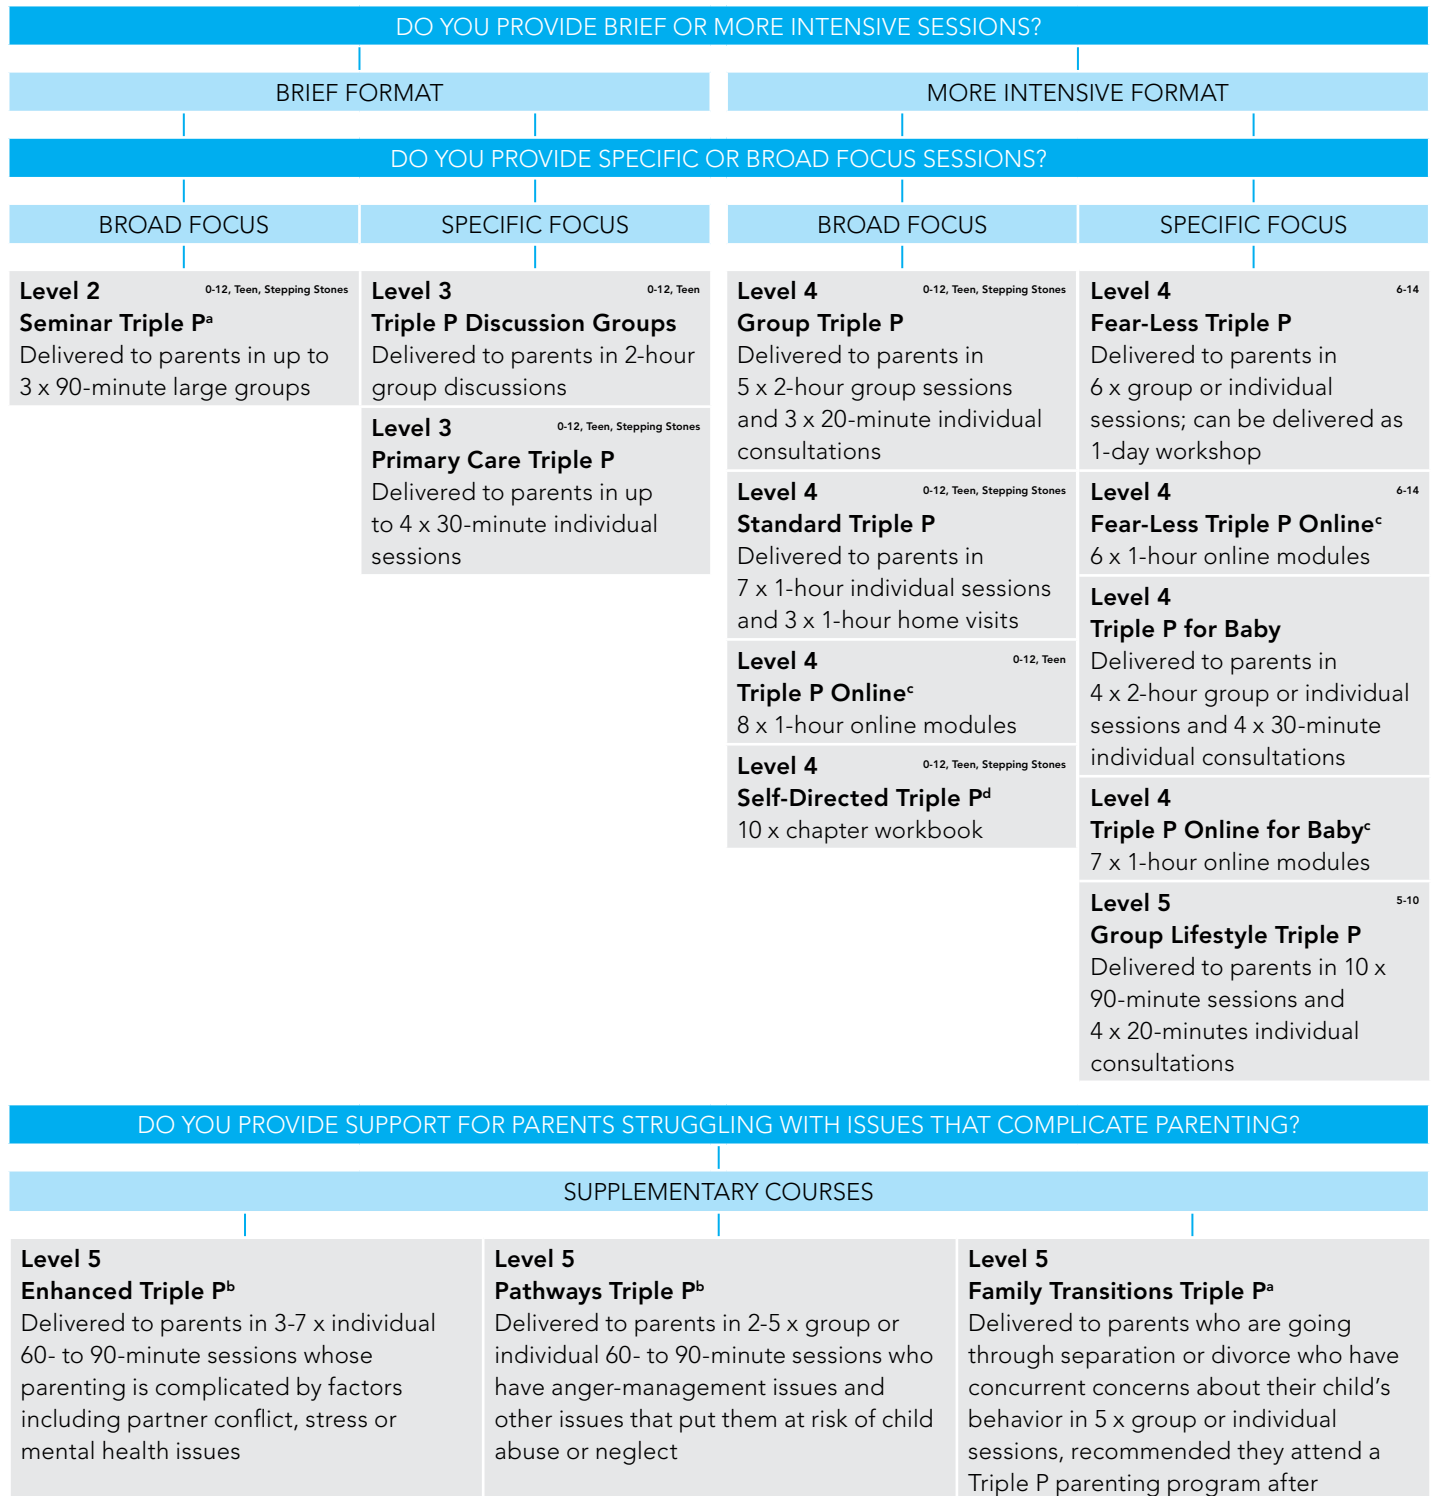 DO YOU PROVIDE BRIEF OR MORE INTENSIVE SESSIONS?
BRIEF FORMAT
MORE INTENSIVE FORMAT
DO YOU PROVIDE SPECIFIC OR BROAD FOCUS SESSIONS?
BROAD FOCUS
SPECIFIC FOCUS
BROAD FOCUS
SPECIFIC FOCUS
Level 2 0-12, Teen, Stepping Stones
Seminar Triple Pᵃ
Delivered to parents in up to
3 x 90-minute large groups
Level 3 0-12, Teen
Triple P Discussion Groups
Delivered to parents in 2-hour
group discussions
Level 3 0-12, Teen, Stepping Stones
Primary Care Triple P
Delivered to parents in up
to 4 x 30-minute individual
sessions
Level 4 0-12, Teen, Stepping Stones
Group Triple P
Delivered to parents in
5 x 2-hour group sessions
and 3 x 20-minute individual
consultations
Level 4 0-12, Teen, Stepping Stones
Standard Triple P
Delivered to parents in
7 x 1-hour individual sessions
and 3 x 1-hour home visits
Level 4 0-12, Teen
Triple P Onlineᶜ
8 x 1-hour online modules
Level 4 0-12, Teen, Stepping Stones
Self-Directed Triple Pᵈ
10 x chapter workbook
Level 4 6-14
Fear-Less Triple P
Delivered to parents in
6 x group or individual
sessions; can be delivered as
1-day workshop
Level 4 6-14
Fear-Less Triple P Onlineᶜ
6 x 1-hour online modules
Level 4
Triple P for Baby
Delivered to parents in
4 x 2-hour group or individual
sessions and 4 x 30-minute
individual consultations
Level 4
Triple P Online for Babyᶜ
7 x 1-hour online modules
Level 5 5-10
Group Lifestyle Triple P
Delivered to parents in 10 x
90-minute sessions and
4 x 20-minutes individual
consultations
DO YOU PROVIDE SUPPORT FOR PARENTS STRUGGLING WITH ISSUES THAT COMPLICATE PARENTING?
SUPPLEMENTARY COURSES
Level 5
Enhanced Triple Pᵇ
Delivered to parents in 3-7 x individual
60- to 90-minute sessions whose
parenting is complicated by factors
including partner conflict, stress or
mental health issues
Level 5
Pathways Triple Pᵇ
Delivered to parents in 2-5 x group or
individual 60- to 90-minute sessions who
have anger-management issues and
other issues that put them at risk of child
abuse or neglect
Level 5
Family Transitions Triple Pᵃ
Delivered to parents who are going
through separation or divorce who have
concurrent concerns about their child's
behavior in 5 x group or individual
sessions, recommended they attend a
Triple P parenting program after